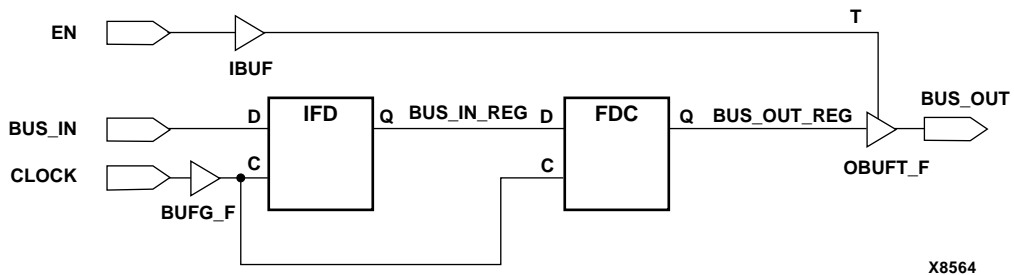 T
EN
IBUF
IFD
FDC
D
Q
BUS_IN_REG
D
Q
BUS_OUT_REG
BUS_OUT
BUS_IN
CLOCK
C
C
OBUFT_F
BUFG_F
X8564